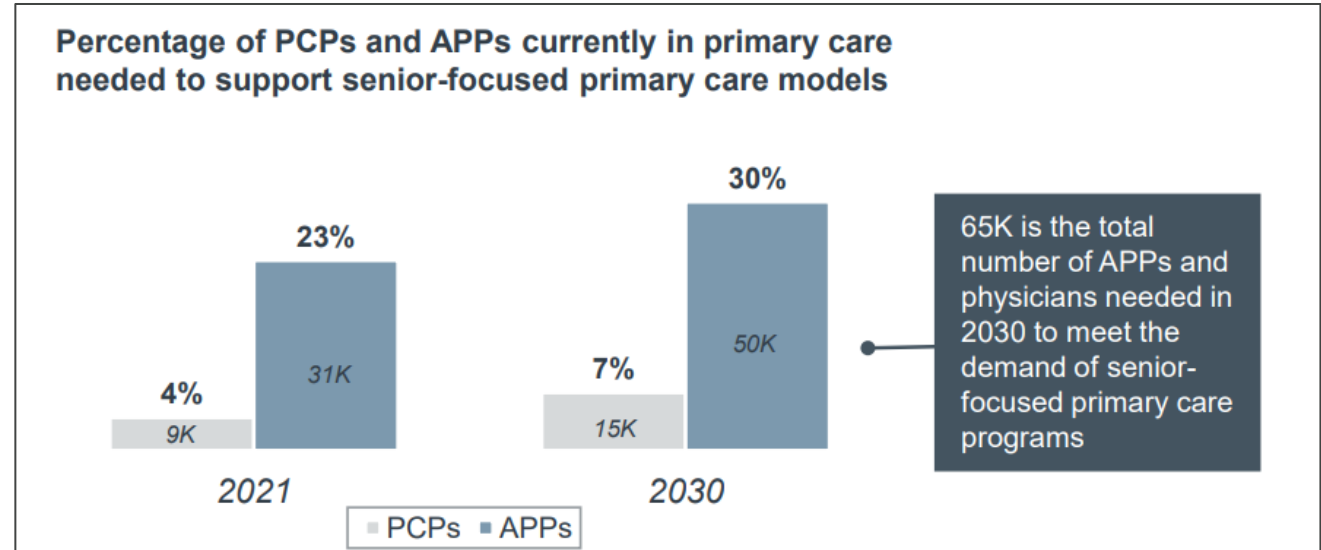 Percentage of PCPs and APPs currently in primary care
needed to support senior-focused primary care models
30%
23%
7%
4%
50K
31K
15K
9K
65K is the total
number of APPs and
physicians needed in
2030 to meet the
demand of senior-
focused primary care
programs
2021
2030
PCPs APPs